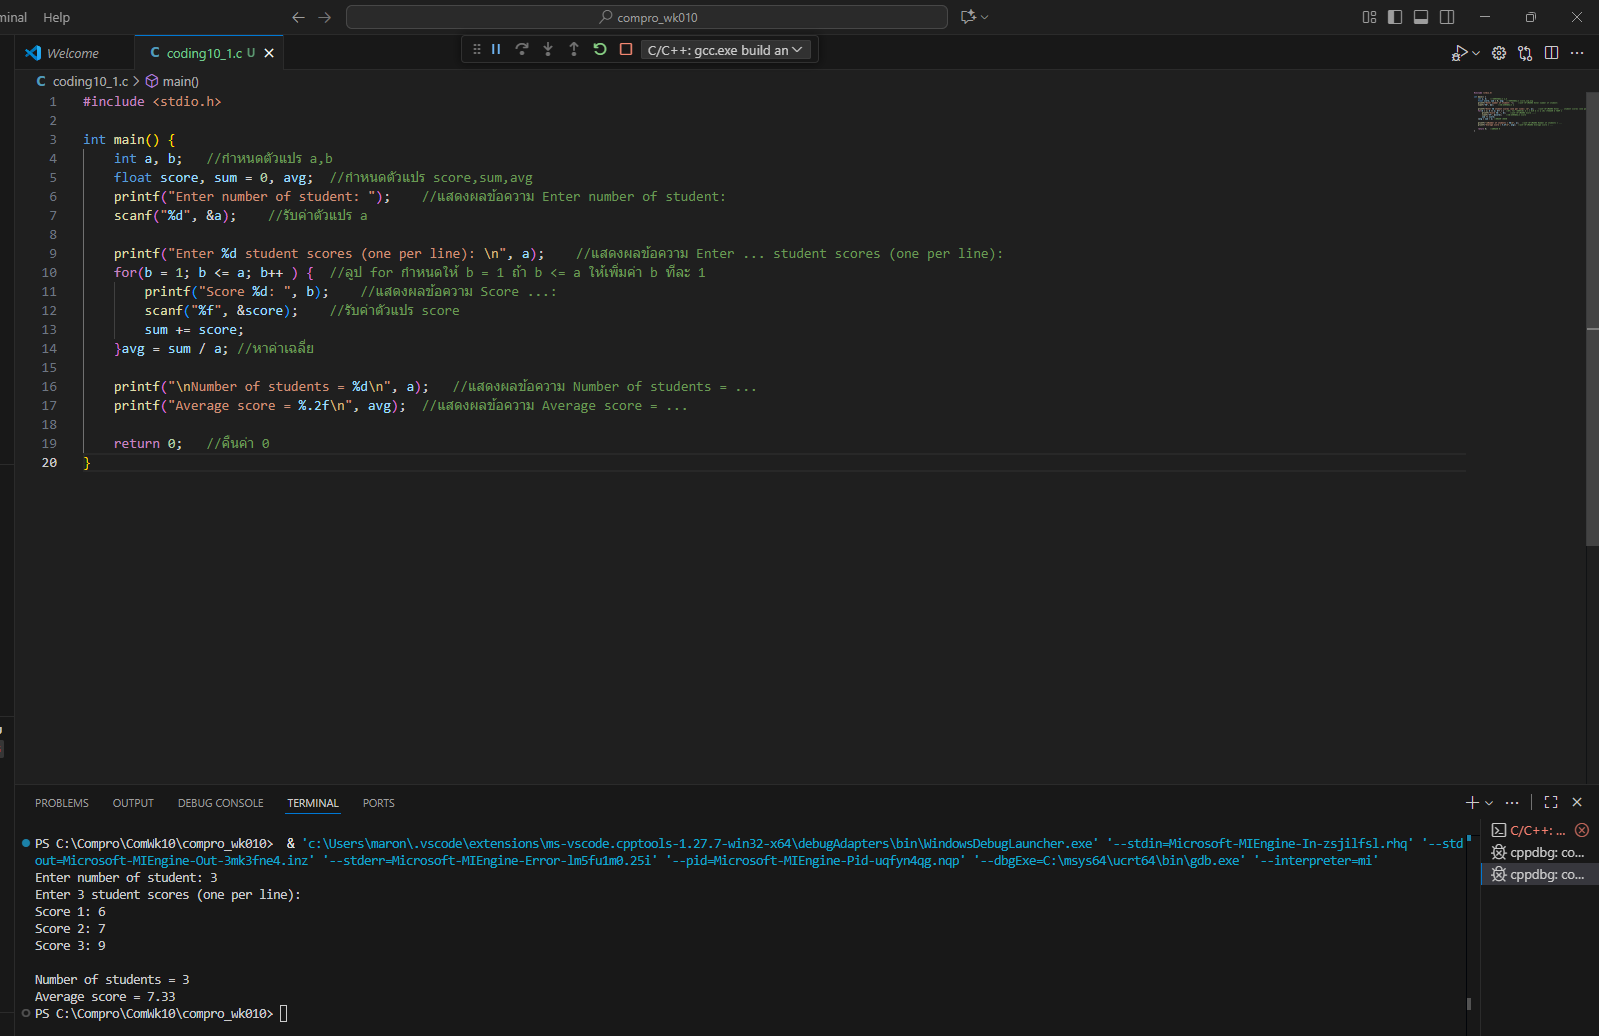 Help
compro_wk010
Welcome
C coding10_1.c U
C/C++: gcc.exe build an
C coding10_1.c > main()
1 #include <stdio.h>
2
3 int main() {
4 int a, b; //กำหนดตัวแปร a,b
5 float score, sum = 0, avg; //กำหนดตัวแปร score,sum,avg
6 printf("Enter number of student: "); //แสดงผลข้อความ Enter number of student:
7 scanf("%d", &a); //รับค่าตัวแปร a
8
9 printf("Enter %d student scores (one per line): \n", a); //แสดงผลข้อความ Enter ... student scores (one per line):
10 for(b = 1; b <= a; b++ ) { //ลูป for กำหนดให้ b = 1 ถ้า b <= a ให้เพิ่มค่า b ทีละ 1
11 printf("Score %d: ", b); //แสดงผลข้อความ Score ...:
12 scanf("%f", &score); //รับค่าตัวแปร score
13 sum += score;
14 }avg = sum / a; //หาค่าเฉลี่ย
15
16 printf("\nNumber of students = %d\n", a); //แสดงผลข้อความ Number of students = ...
17 printf("Average score = %.2f\n", avg); //แสดงผลข้อความ Average score = ...
18
19 return 0; //คืนค่า 0
20 }
PROBLEMS OUTPUT DEBUG CONSOLE TERMINAL PORTS
PS C:\Compro\ComWk10\compro_wk010> & 'c:\Users\maron\.vscode\extensions\ms-vscode.cpptools-1.27.7-win32-x64\debugAdapters\bin\WindowsDebugLauncher.exe' '--stdin=Microsoft-MIEngine-In-zsjilfsl.rhq' '--std
out=Microsoft-MIEngine-Out-3mk3fne4.inz' '--stderr=Microsoft-MIEngine-Error-lm5fu1m0.25i' '--pid=Microsoft-MIEngine-Pid-uqfyn4qg.nqp' '--dbgExe=C:\msys64\ucrt64\bin\gdb.exe' '--interpreter=mi'
Enter number of student: 3
Enter 3 student scores (one per line):
Score 1: 6
Score 2: 7
Score 3: 9

Number of students = 3
Average score = 7.33
PS C:\Compro\ComWk10\compro_wk010>
C/C++: ...
cppdbg: co...
cppdbg: co...